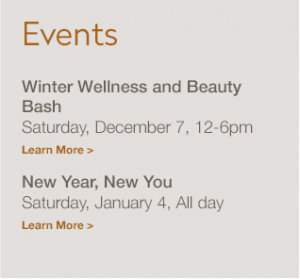 Events
Winter Wellness and Beauty
Bash
Saturday, December 7, 12-6pm
Learn More >
New Year, New You
Saturday, January 4, All day
Learn More >